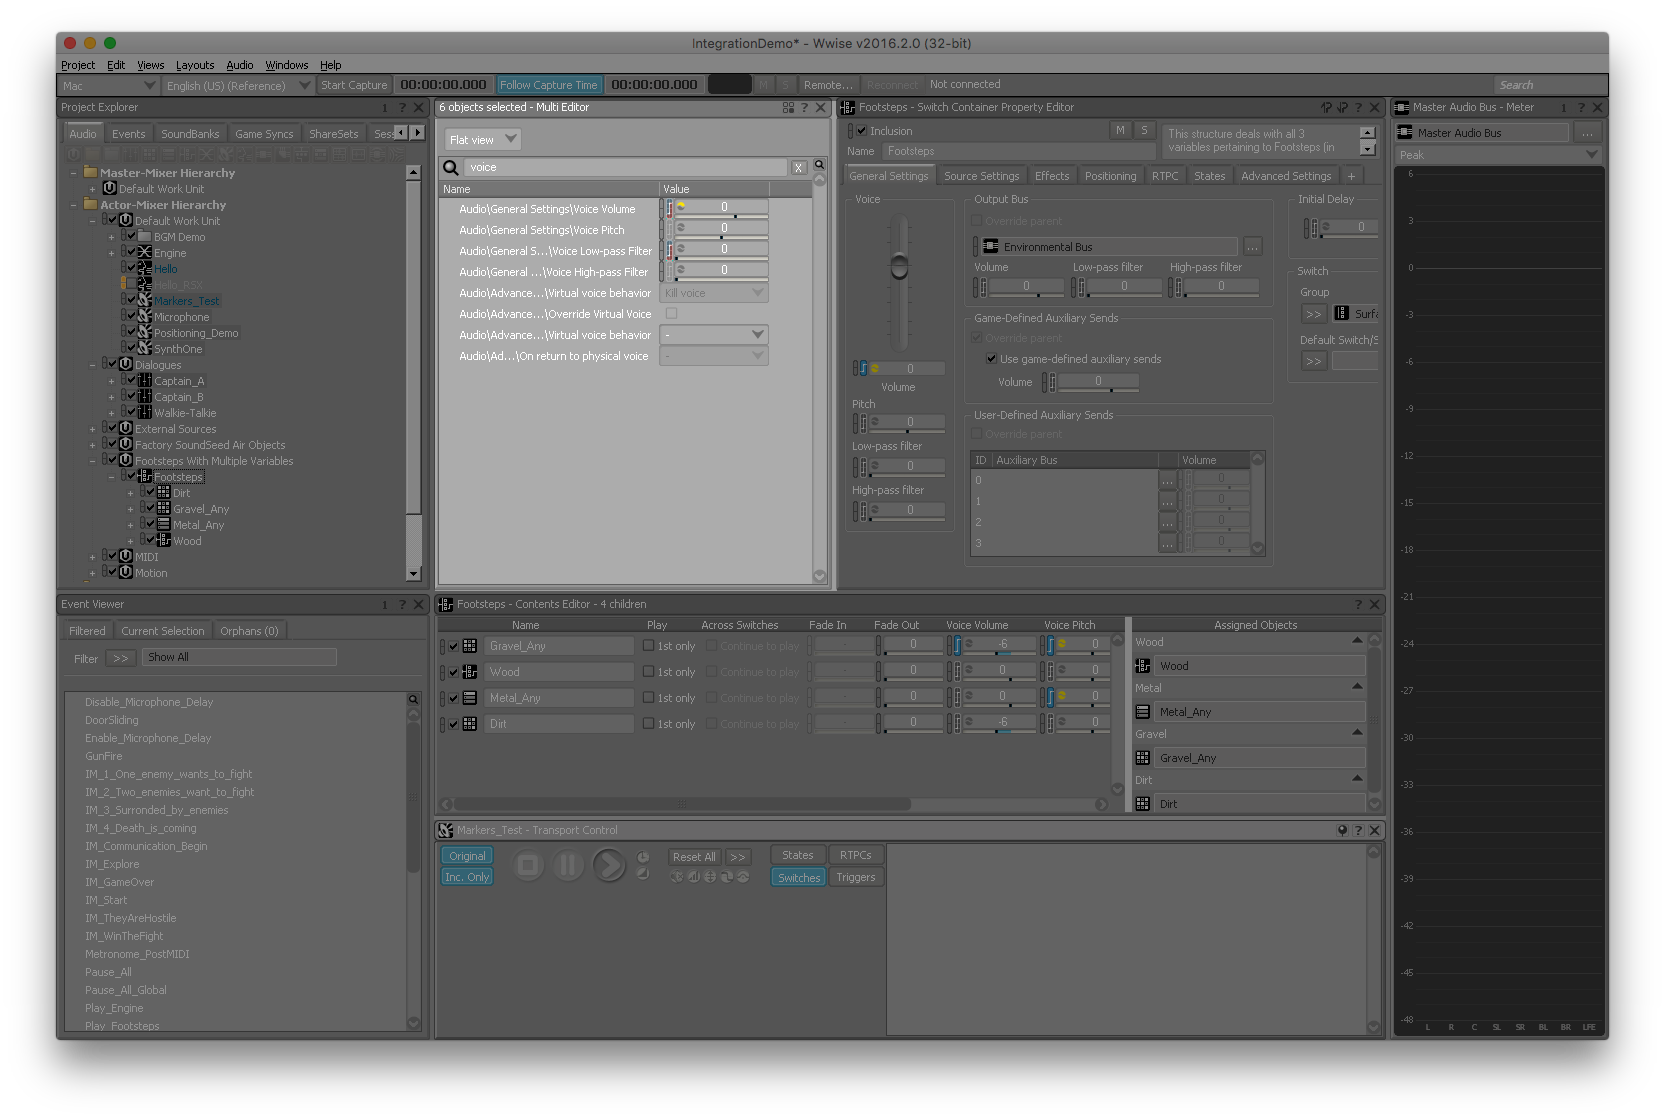 IntegrationDemo* - Wwise v2016.2.0 (32-bit)
Project Edit Views Layouts Audio Windows Help
Mac English (US) (Reference) Start Capture 00:00:00.000 Follow Capture Time 00:00:00.000 M S Remote... Reconnect Not connected Search
Project Explorer 1 ?
Audio Events SoundBanks Game Syncs ShareSets Ses
Master-Mixer Hierarchy
Default Work Unit
Actor-Mixer Hierarchy
Default Work Unit
BGM Demo
Engine
Hello
Hello_RSX
Markers_Test
Microphone
Positioning_Demo
SynthOne
Dialogues
Captain_A
Captain_B
Walkie-Talkie
External Sources
Factory SoundSeed Air Objects
Footsteps With Multiple Variables
Footsteps
Dirt
Gravel_Any
Metal_Any
Wood
MIDI
Motion
6 objects selected - Multi Editor ?
Flat view
voice X
Name Value
Audio\General Settings\Voice Volume 0
Audio\General Settings\Voice Pitch 0
Audio\General S...\Voice Low-pass Filter 0
Audio\General ...\Voice High-pass Filter 0
Audio\Advance...\Virtual voice behavior Kill voice
Audio\Advance...\Override Virtual Voice
Audio\Advance...\Virtual voice behavior -
Audio\Ad...\On return to physical voice -
Footsteps - Switch Container Property Editor ?
Inclusion M S
Name Footsteps
This structure deals with all 3
variables pertaining to Footsteps [in
General Settings Source Settings Effects Positioning RTPC States Advanced Settings +
Voice
0
Volume
Pitch
0
Low-pass filter
0
High-pass filter
0
Output Bus
Override parent
Environmental Bus ...
Volume Low-pass filter High-pass filter
0 0 0
Game-Defined Auxiliary Sends
Override parent
Use game-defined auxiliary sends
Volume 0
User-Defined Auxiliary Sends
Override parent
ID Auxiliary Bus Volume
0 ... 0
1 ... 0
2 ... 0
3 ... 0
Initial Delay
0
Switch
Group
>> Surfa
Default Switch/S
>>
Master Audio Bus - Meter 1 ?
Master Audio Bus ...
Peak
6
3
0
-3
-6
-9
-12
-15
-18
-21
-24
-27
-30
-33
-36
-39
-42
-45
-48
L R C SL SR BL BR LFE
Event Viewer 1 ?
Filtered Current Selection Orphans (0)
Filter >> Show All
Disable_Microphone_Delay
DoorSliding
Enable_Microphone_Delay
GunFire
IM_1_One_enemy_wants_to_fight
IM_2_Two_enemies_want_to_fight
IM_3_Surronded_by_enemies
IM_4_Death_is_coming
IM_Communication_Begin
IM_Explore
IM_GameOver
IM_Start
IM_TheyAreHostile
IM_WinTheFight
Metronome_PostMIDI
Pause_All
Pause_All_Global
Play_Engine
Play_Footsteps
Footsteps - Contents Editor - 4 children ?
Name Play Across Switches Fade In Fade Out Voice Volume Voice Pitch
Gravel_Any 1st only Continue to play - 0 -6 0
Wood 1st only Continue to play - 0 0 0
Metal_Any 1st only Continue to play - 0 0 0
Dirt 1st only Continue to play - 0 -6 0
Assigned Objects
Wood
Wood
Metal
Metal_Any
Gravel
Gravel_Any
Dirt
Dirt
Markers_Test - Transport Control ?
Original Reset All >> States RTPCs
Inc. Only Switches Triggers